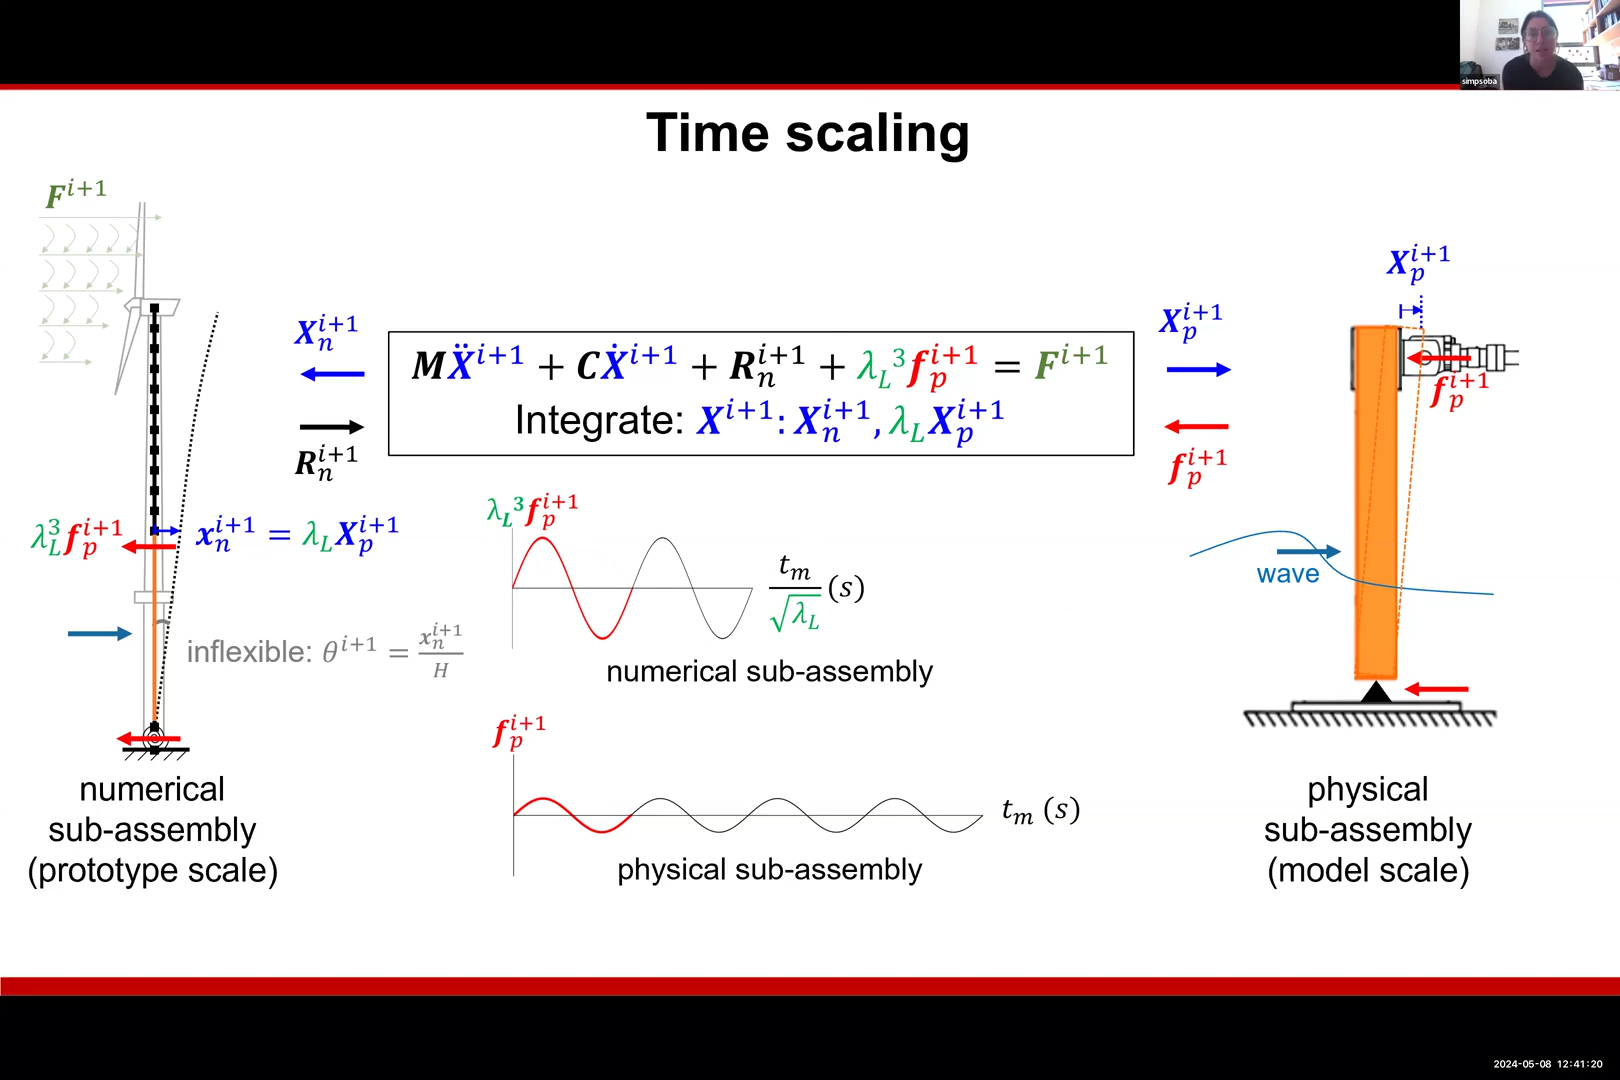 simpsoba
Time scaling
F^{i+1}
X_p^{i+1}
X_n^{i+1}
MẌ^{i+1} + CẊ^{i+1} + R_n^{i+1} + λ_L^3 f_p^{i+1} = F^{i+1}
X_p^{i+1}
Integrate: X^{i+1}: X_n^{i+1}, λ_L X_p^{i+1}
f_p^{i+1}
R_n^{i+1}
f_p^{i+1}
λ_L^3 f_p^{i+1}
x_n^{i+1} = λ_L X_p^{i+1}
λ_L^3 f_p^{i+1}
t_m / √λ_L (s)
wave
inflexible: θ^{i+1} = x_n^{i+1} / H
numerical sub-assembly
f_p^{i+1}
t_m (s)
physical sub-assembly
numerical
sub-assembly
(prototype scale)
physical
sub-assembly
(model scale)
2024-05-08 12:41:20